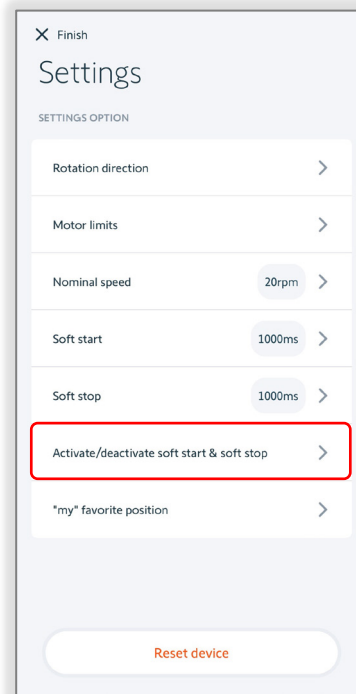 Finish
Settings
SETTINGS OPTION
Rotation direction
Motor limits
Nominal speed 20rpm
Soft start 1000ms
Soft stop 1000ms
Activate/deactivate soft start & soft stop
"my" favorite position
Reset device